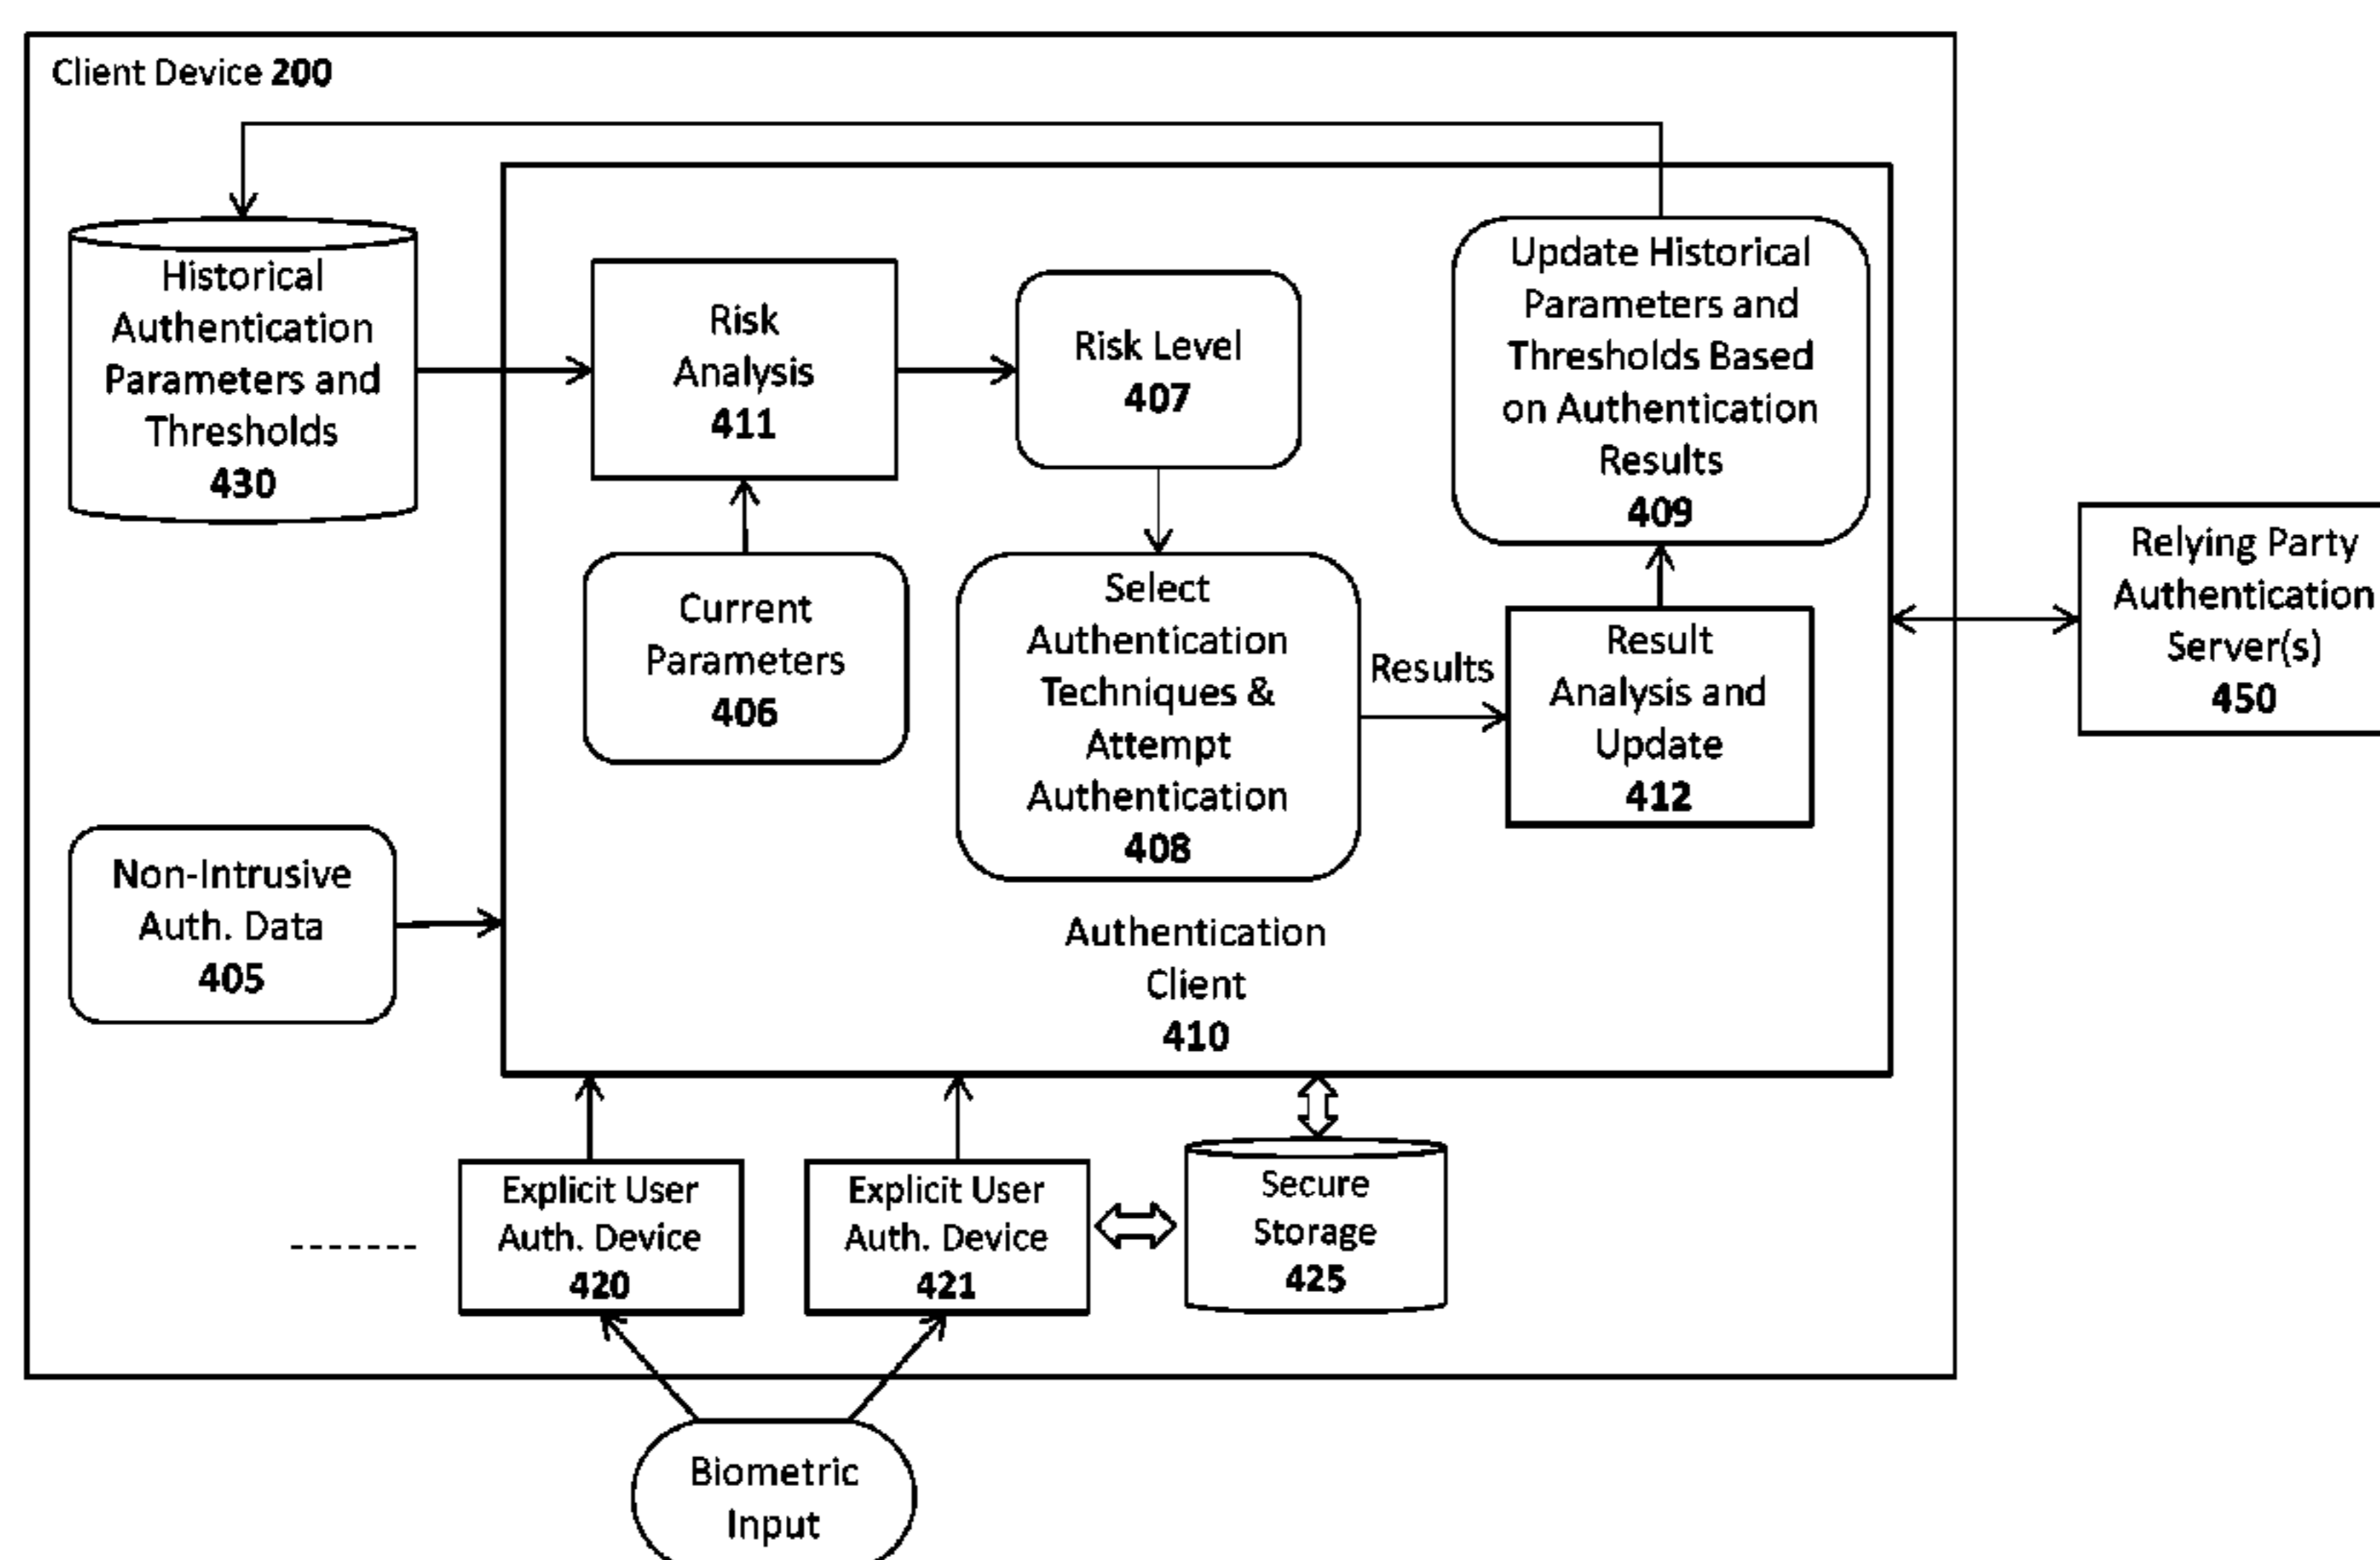 Client Device 200
Historical
Authentication
Parameters and
Thresholds
430
Risk
Analysis
411
Risk Level
407
Update Historical
Parameters and
Thresholds Based
on Authentication
Results
409
Current
Parameters
406
Select
Authentication
Techniques &
Attempt
Authentication
408
Results
Result
Analysis and
Update
412
Relying Party
Authentication
Server(s)
450
Non-Intrusive
Auth. Data
405
Authentication
Client
410
Explicit User
Auth. Device
420
Explicit User
Auth. Device
421
Secure
Storage
425
Biometric
Input